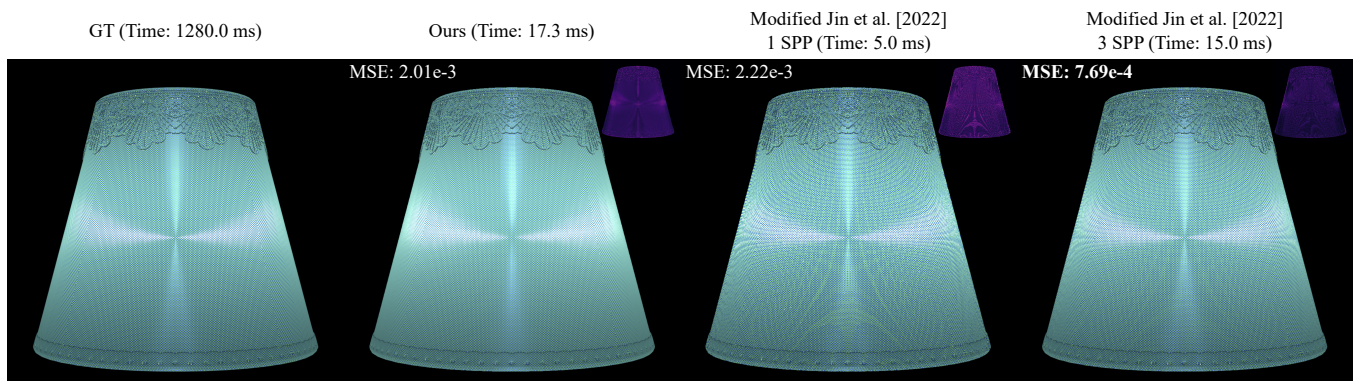 GT (Time: 1280.0 ms)
Ours (Time: 17.3 ms)
Modified Jin et al. [2022]
1 SPP (Time: 5.0 ms)
Modified Jin et al. [2022]
3 SPP (Time: 15.0 ms)
MSE: 2.01e-3
MSE: 2.22e-3
MSE: 7.69e-4